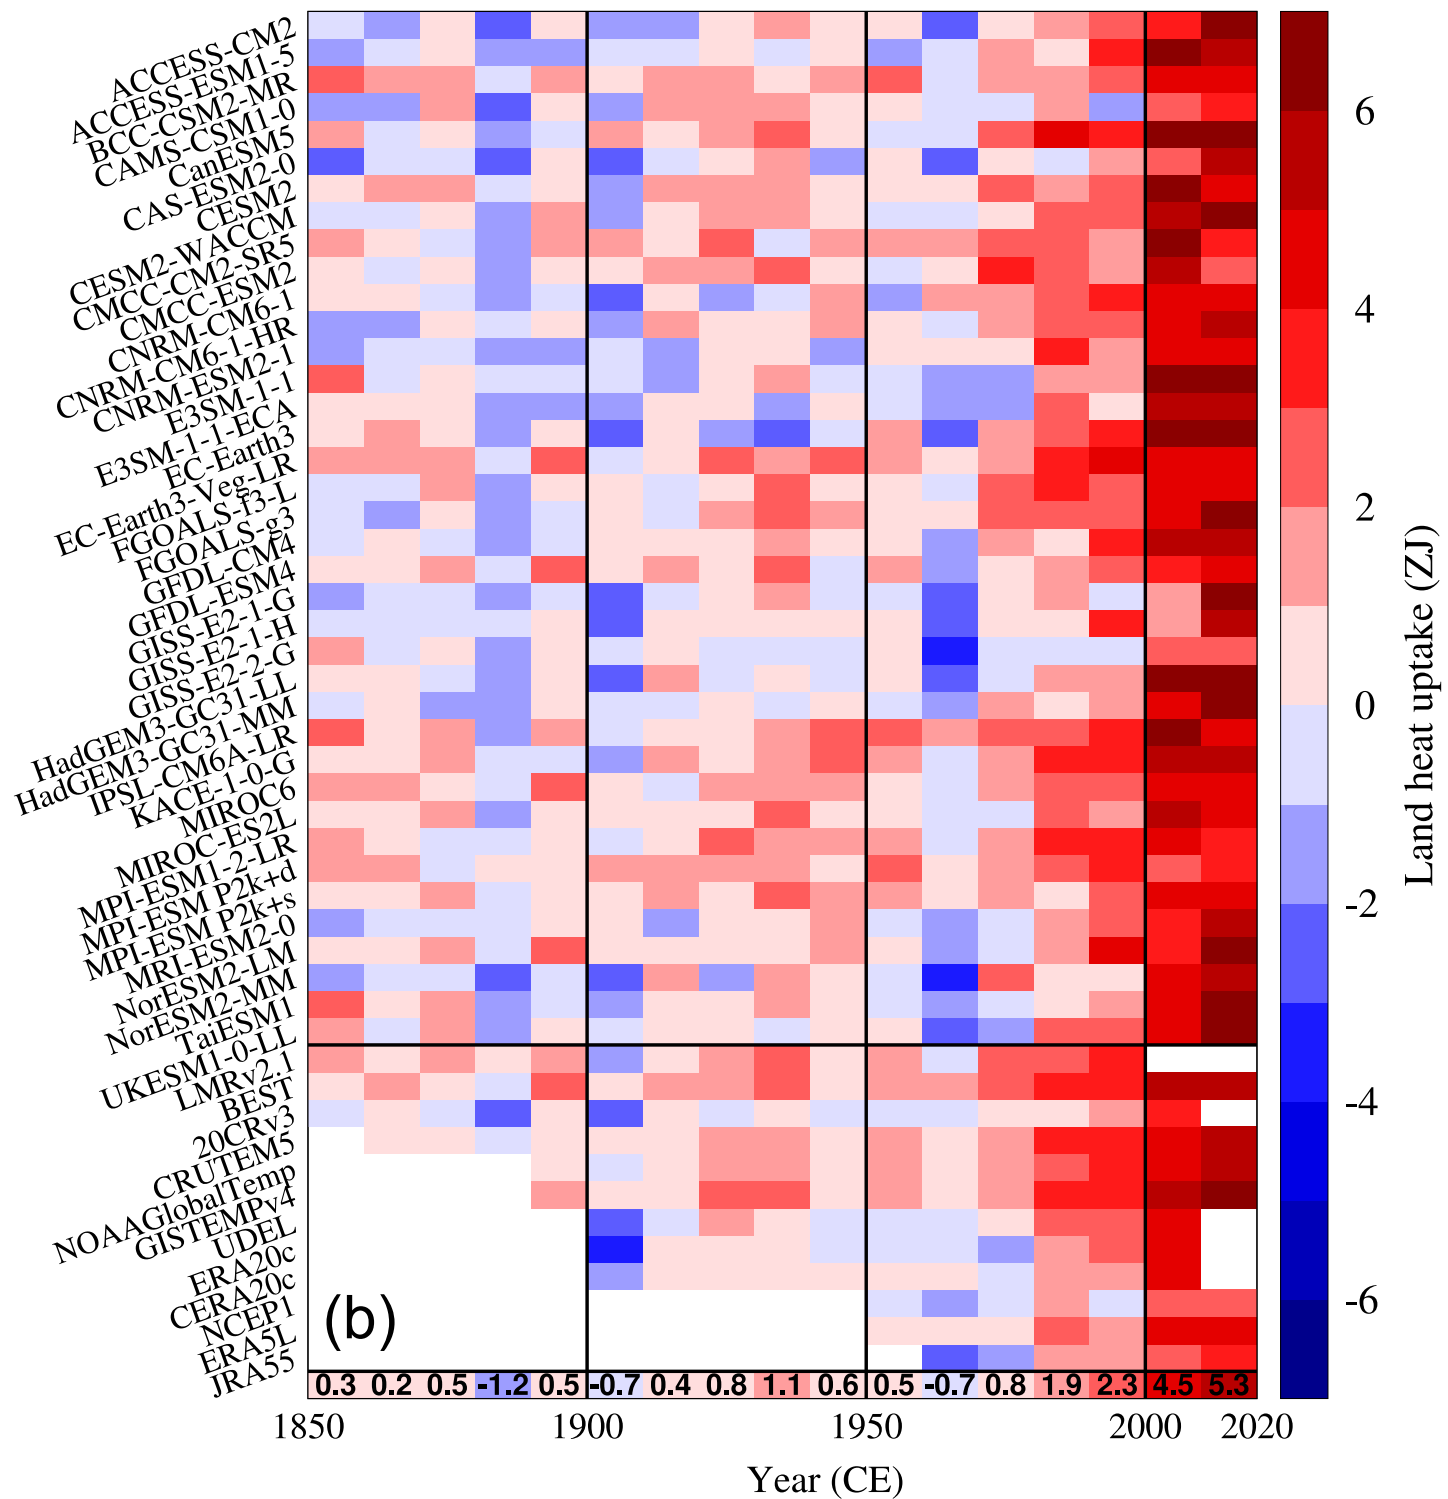 ACCESS-CM2
ACCESS-ESM1-5
BCC-CSM2-MR
CAMS-CSM1-0
CanESM5
CAS-ESM2-0
CESM2
CESM2-WACCM
CMCC-CM2-SR5
CMCC-ESM2
CNRM-CM6-1
CNRM-CM6-1-HR
CNRM-ESM2-1
E3SM-1-1
E3SM-1-1-ECA
EC-Earth3
EC-Earth3-Veg-LR
FGOALS-f3-L
FGOALS-g3
GFDL-CM4
GFDL-ESM4
GISS-E2-1-G
GISS-E2-1-H
GISS-E2-2-G
HadGEM3-GC31-LL
HadGEM3-GC31-MM
IPSL-CM6A-LR
KACE-1-0-G
MIROC6
MIROC-ES2L
MPI-ESM1-2-LR
MPI-ESM P2k+d
MPI-ESM P2k+s
MRI-ESM2-0
NorESM2-LM
NorESM2-MM
TaiESM1
UKESM1-0-LL
LMRv2.1
BEST
20CRv3
CRUTEM5
NOAAGlobalTemp
GISTEMPv4
UDEL
ERA20c
CERA20c
NCEP1
ERA5L
JRA55
(b)
0.3 0.2 0.5 -1.2 0.5 -0.7 0.4 0.8 1.1 0.6 0.5 -0.7 0.8 1.9 2.3 4.5 5.3
1850 1900 1950 2000 2020
Year (CE)
6
4
2
0
-2
-4
-6
Land heat uptake (ZJ)